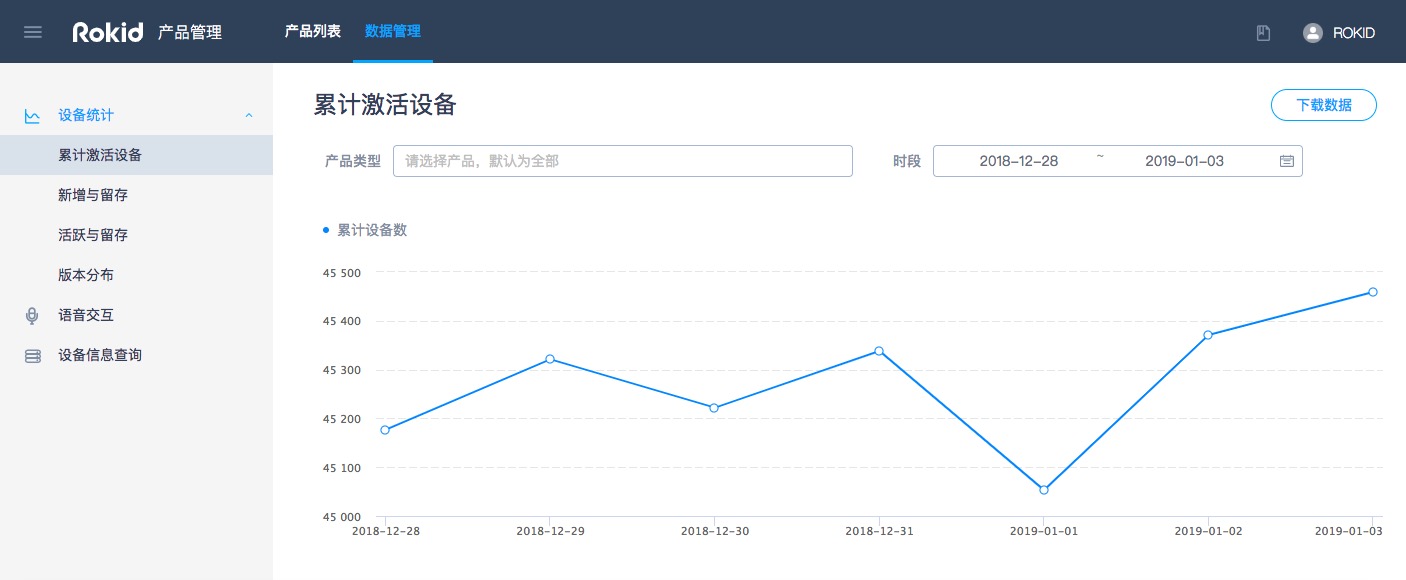 Rokid 产品管理 产品列表 数据管理 ROKID
设备统计
累计激活设备
新增与留存
活跃与留存
版本分布
语音交互
设备信息查询
累计激活设备 下载数据
产品类型 请选择产品，默认为全部 时段 2018-12-28 ~ 2019-01-03
累计设备数
45 500
45 400
45 300
45 200
45 100
45 000
2018-12-28 2018-12-29 2018-12-30 2018-12-31 2019-01-01 2019-01-02 2019-01-03